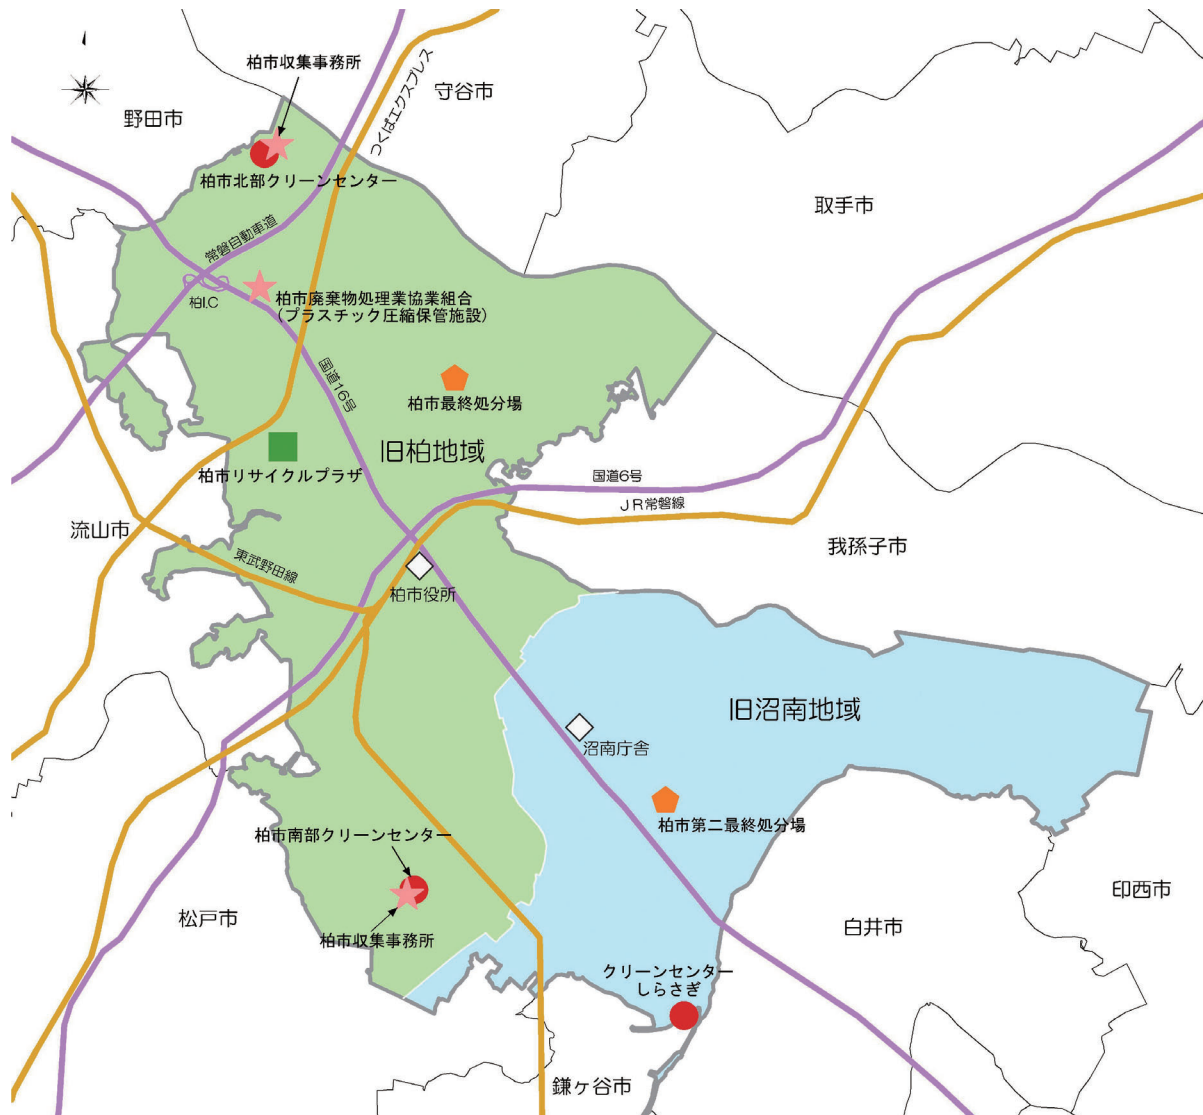 柏市収集事務所
つくばエクスプレス
守谷市
野田市
柏市北部クリーンセンター
取手市
常磐自動車道
柏I.C
柏市廃棄物処理業協業組合
（プラスチック圧縮保管施設）
国道16号
柏市最終処分場
旧柏地域
柏市リサイクルプラザ
国道6号
JR常磐線
流山市
我孫子市
東武野田線
柏市役所
旧沼南地域
沼南庁舎
柏市第二最終処分場
柏市南部クリーンセンター
印西市
松戸市
白井市
柏市収集事務所
クリーンセンター
しらさぎ
鎌ヶ谷市